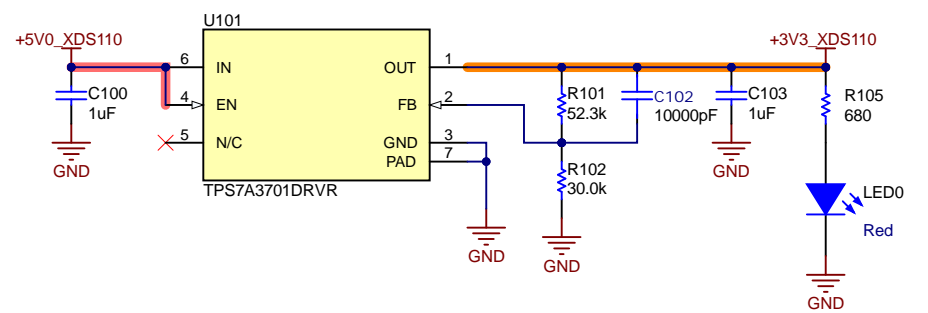 U101
+5V0_XDS110
+3V3_XDS110
6 IN
OUT 1
C100
1uF
4 EN
FB 2
R101
52.3k
C102
10000pF
C103
1uF
R105
680
5 N/C
GND 3
PAD 7
GND
R102
30.0k
GND
TPS7A3701DRVR
LED0
Red
GND
GND
GND